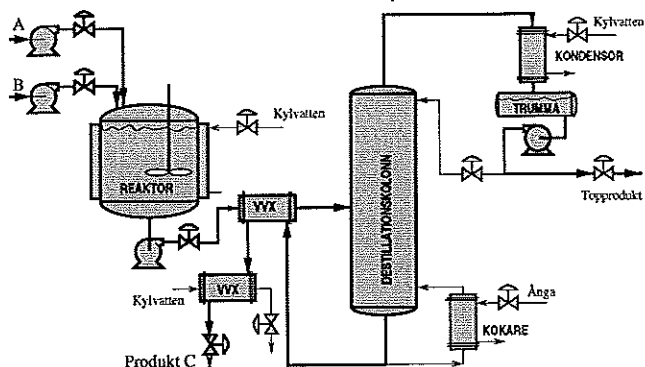 A
B
Kylvatten
REAKTOR
VVX
Kylvatten
VVX
Produkt C
DESTILLATIONSKOLONN
Kylvatten
KONDENSOR
TRUMMA
Topprodukt
Ånga
KOKARE